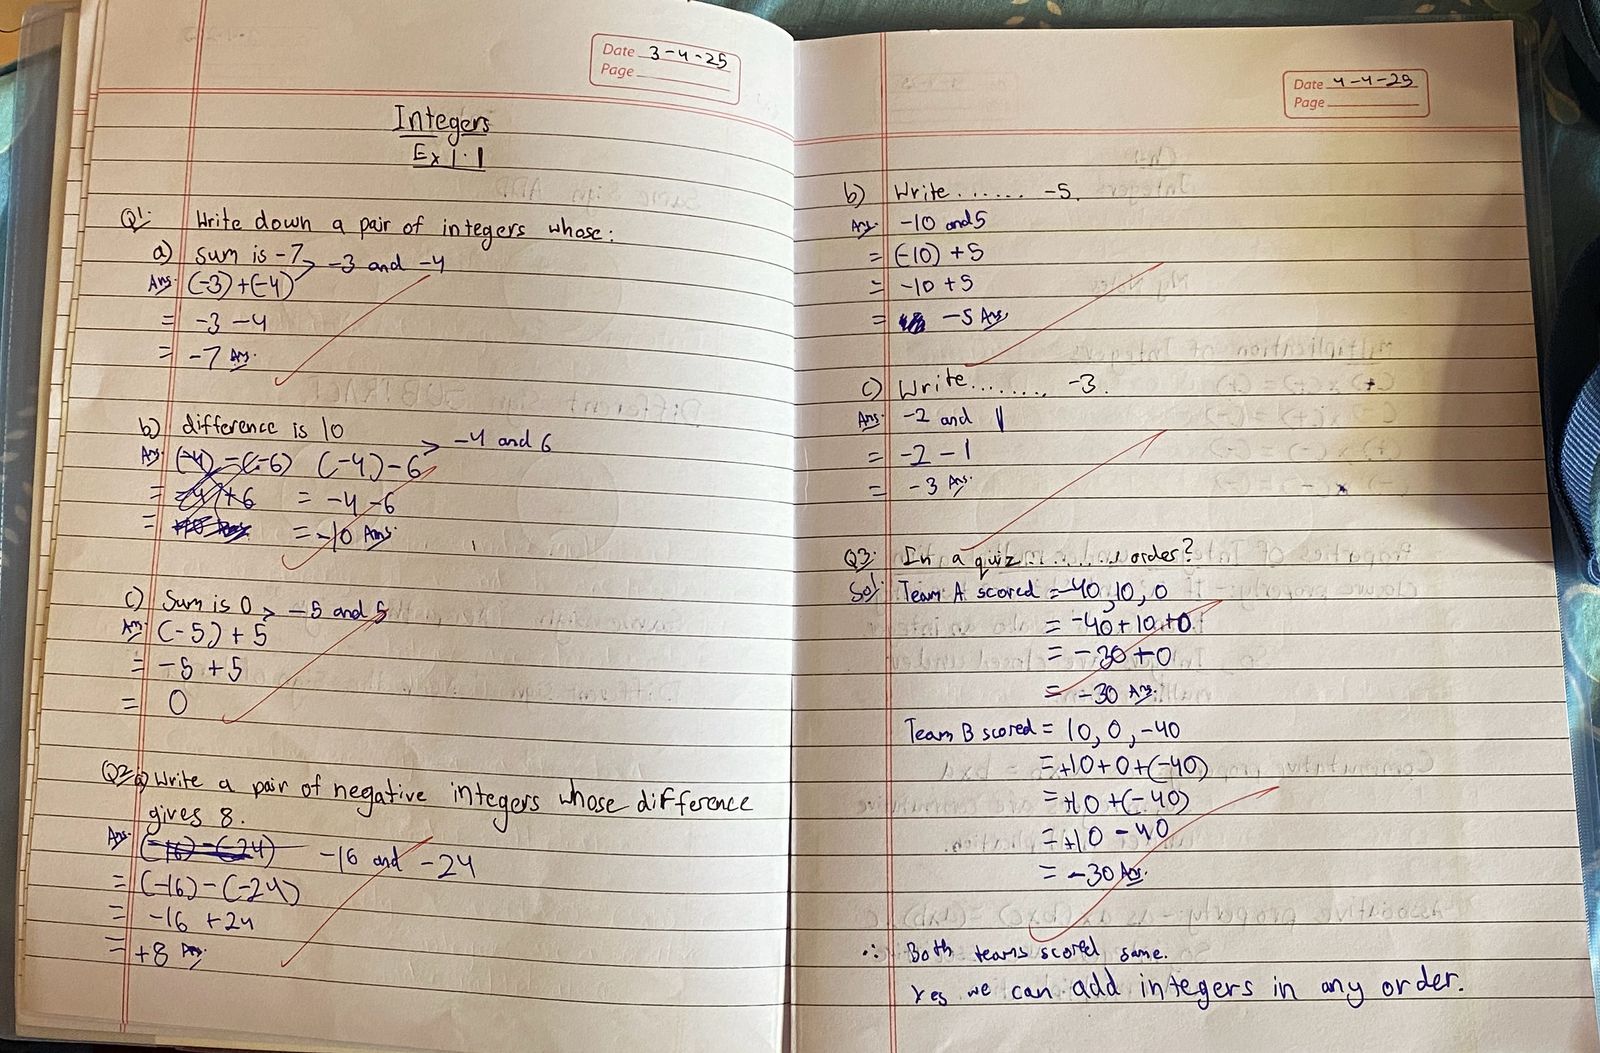 Date 3-4-25
Page
Integers
Ex 1.1
Q1. Write down a pair of integers whose:
a) sum is -7 > -3 and -4
Ans. (-3)+(-4)
= -3 -4
= -7 Ans.
b) difference is 10 > -4 and 6
Ans. (-4)-(-6) (-4)-6
= -4+6 = -4 -6
= = -10 Ans.
c) Sum is 0 > -5 and 5
Ans. (-5)+5
= -5 +5
= 0
Q2. a) Write a pair of negative integers whose difference
gives 8.
Ans. (-16)-(-24) -16 and -24
= (-16)-(-24)
= -16 +24
= +8 Ans.
Date 4-4-25
Page
b) Write....... -5.
Ans. -10 and 5
= (-10) +5
= -10 +5
= -5 Ans.
c) Write........ -3.
Ans. -2 and 1
= -2 -1
= -3 Ans.
Q3. In a quiz.......... order?
Sol. Team A scored = -40, 10, 0
= -40+10+0
= -30+0
= -30 Ans.
Team B scored = 10, 0, -40
= +10+0+(-40)
= +10 +(-40)
= +10 -40
= -30 Ans.
∴ Both teams scored same.
Yes we can add integers in any order.